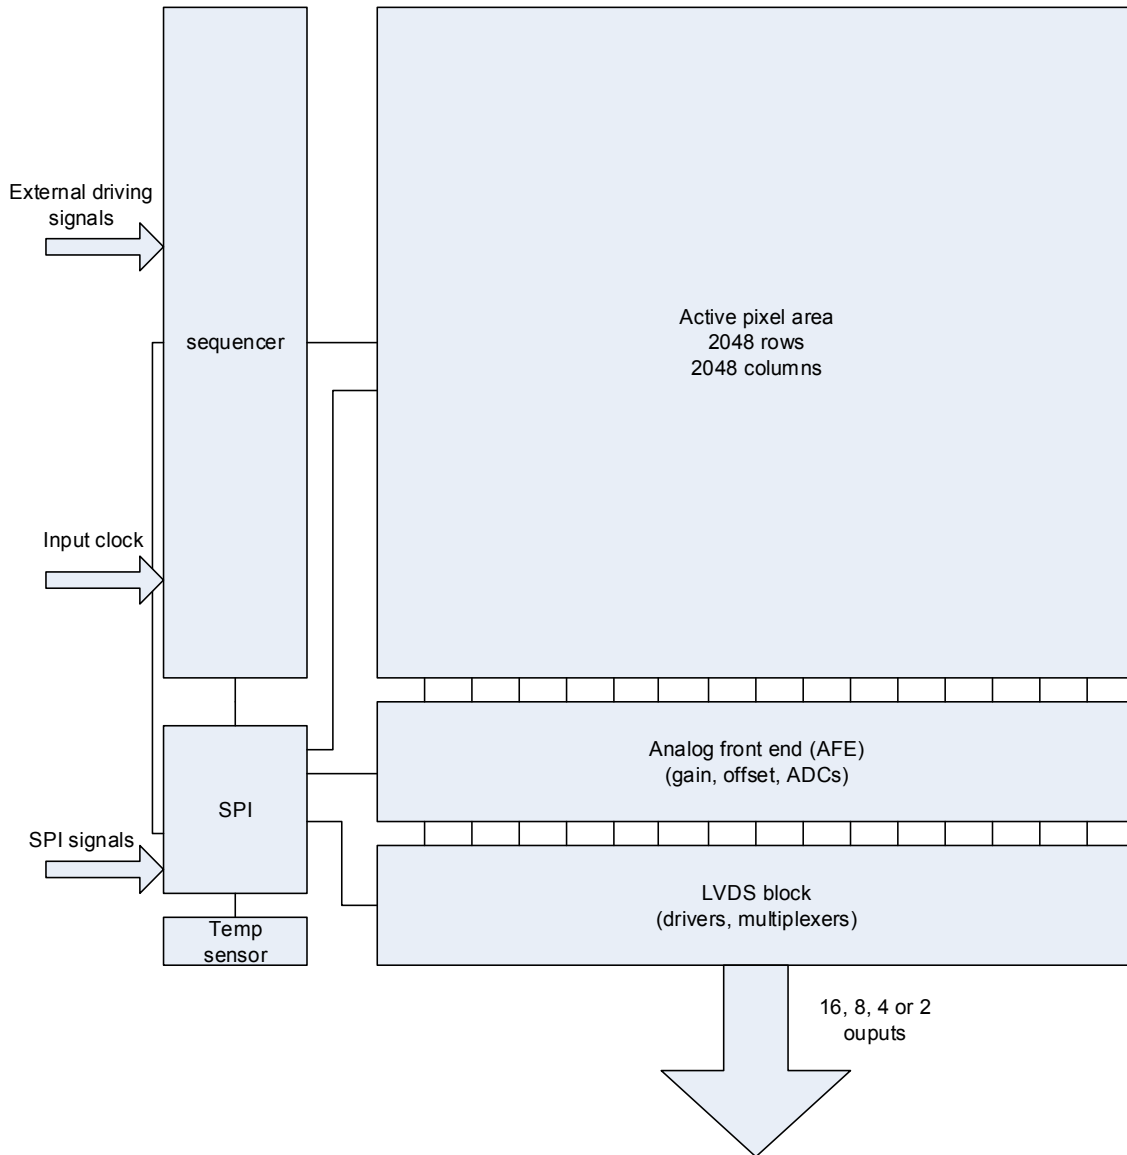 External driving
signals
sequencer
Active pixel area
2048 rows
2048 columns
Input clock
Analog front end (AFE)
(gain, offset, ADCs)
SPI
SPI signals
LVDS block
(drivers, multiplexers)
Temp
sensor
16, 8, 4 or 2
ouputs